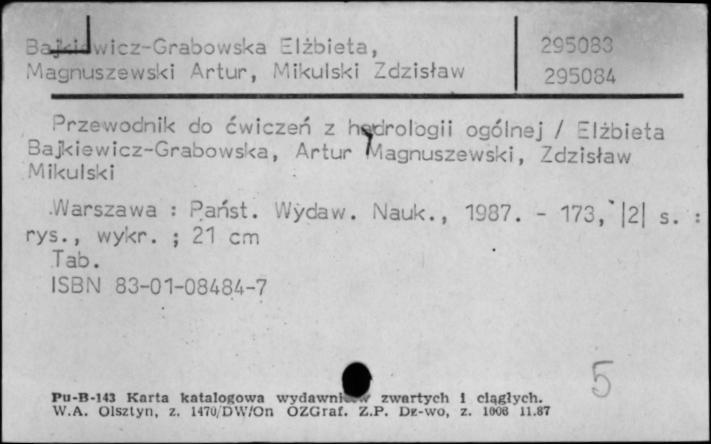 Bajkiewicz-Grabowska Elżbieta,
295083
Magnuszewski Artur, Mikulski Zdzisław
295084
Przewodnik do ćwiczeń z hydrologii ogólnej / Elżbieta
Bajkiewicz-Grabowska, Artur Magnuszewski, Zdzisław
Mikulski
Warszawa : Państ. Wydaw. Nauk., 1987. - 173, |2| s. :
rys., wykr. ; 21 cm
Tab.
ISBN 83-01-08484-7
5
Pu-B-143 Karta katalogowa wydawnictw zwartych i ciągłych.
W.A. Olsztyn, z. 1470/DW/On OZGraf. Z.P. Dz-wo, z. 1008 11.87